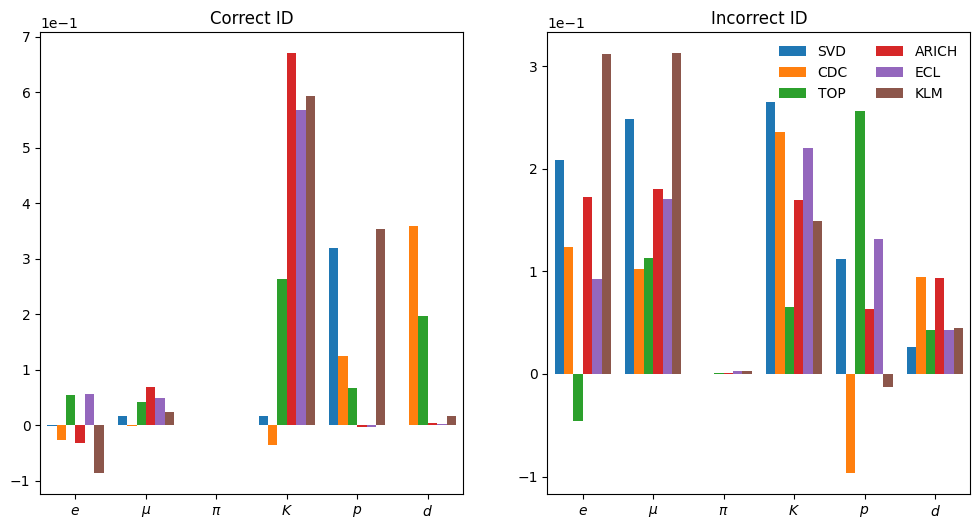 Correct ID
1e−1
7
6
5
4
3
2
1
0
−1
e μ π K p d
Incorrect ID
1e−1
SVD ARICH
CDC ECL
TOP KLM
3
2
1
0
−1
e μ π K p d